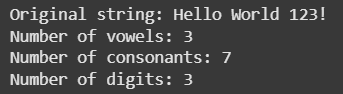 Original string: Hello World 123!
Number of vowels: 3
Number of consonants: 7
Number of digits: 3